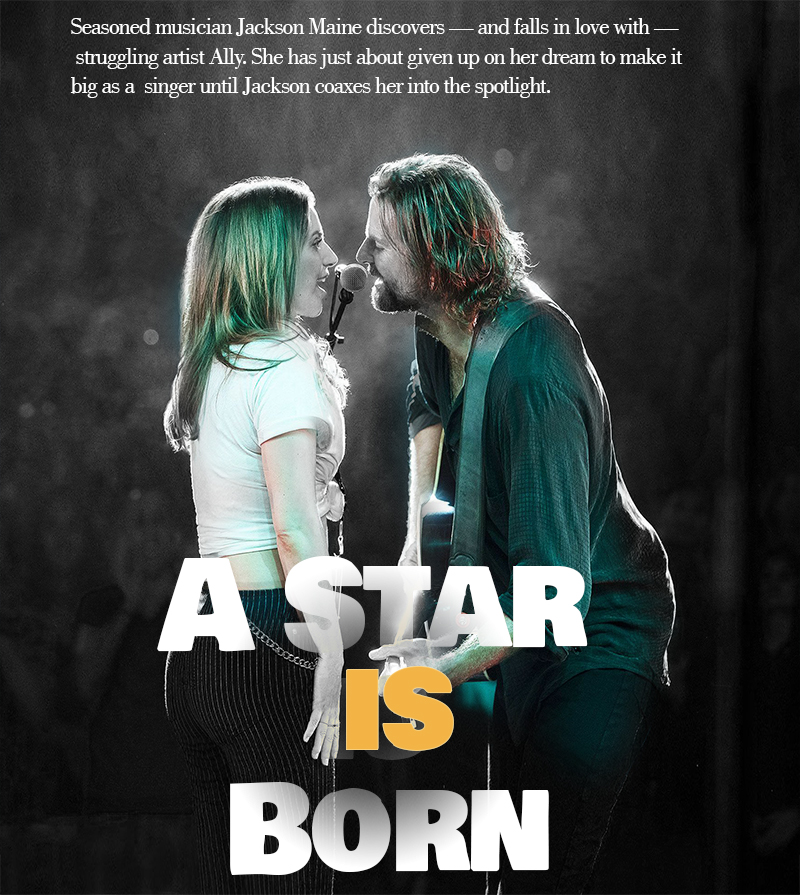 Seasoned musician Jackson Maine discovers — and falls in love with —
struggling artist Ally. She has just about given up on her dream to make it
big as a  singer until Jackson coaxes her into the spotlight.
A STAR
IS
BORN